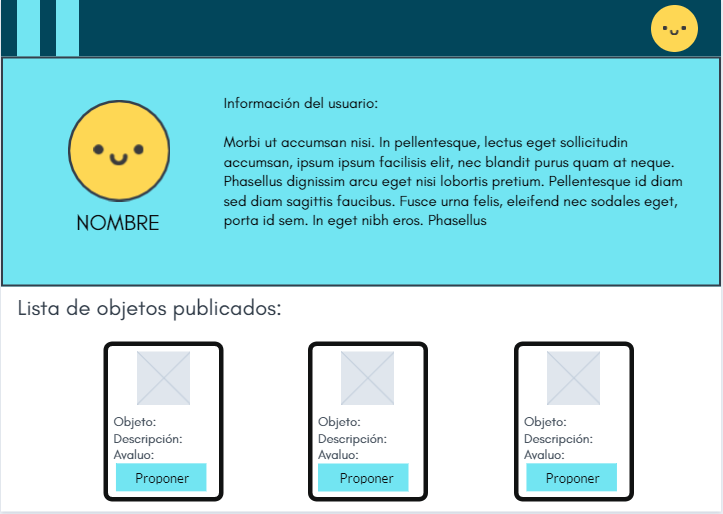 Información del usuario:
Morbi ut accumsan nisi. In pellentesque, lectus eget sollicitudin
accumsan, ipsum ipsum facilisis elit, nec blandit purus quam at neque.
Phasellus dignissim arcu eget nisi lobortis pretium. Pellentesque id diam
sed diam sagittis faucibus. Fusce urna felis, eleifend nec sodales eget,
porta id sem. In eget nibh eros. Phasellus
NOMBRE
Lista de objetos publicados:
Objeto:
Descripción:
Avaluo:
Proponer
Objeto:
Descripción:
Avaluo:
Proponer
Objeto:
Descripción:
Avaluo:
Proponer